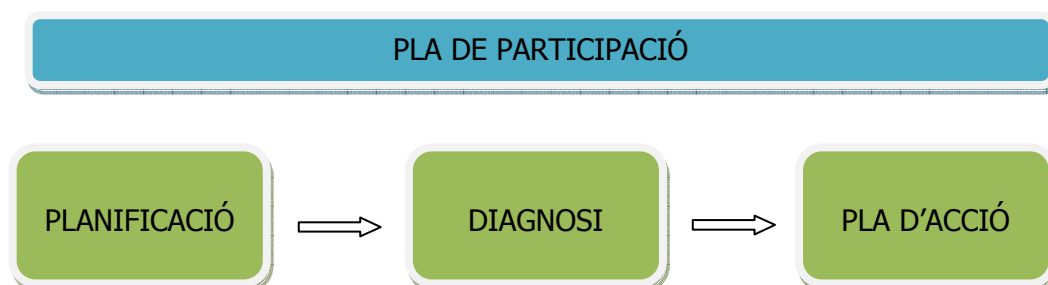 PLA DE PARTICIPACIÓ
PLANIFICACIÓ
DIAGNOSI
PLA D’ACCIÓ